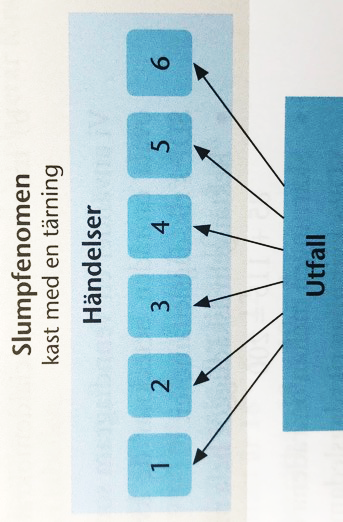 Slumpfenomen
kast med en tärning
Händelser
1 2 3 4 5 6
Utfall